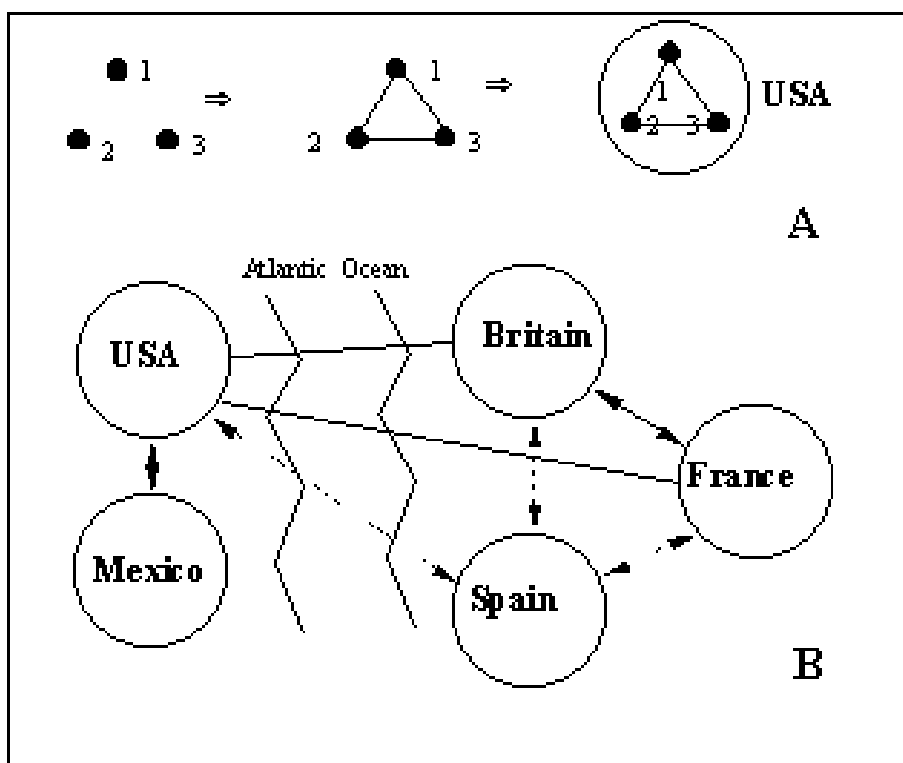 1
2 3
⇒
1
2 3
⇒
1
2 3
USA
A
Atlantic Ocean
USA
Britain
France
Mexico
Spain
B